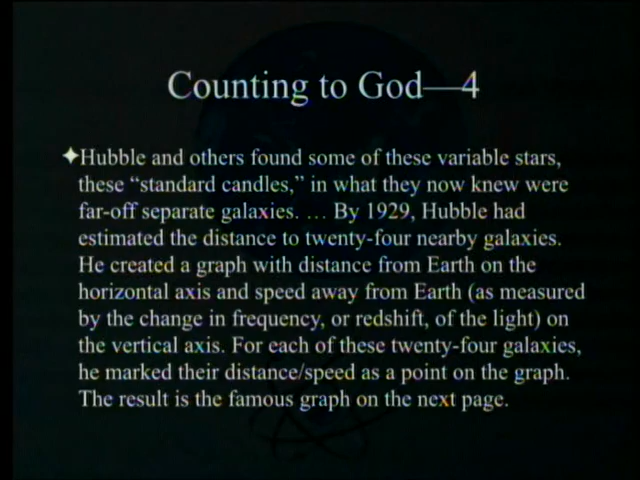 Counting to God—4
✦Hubble and others found some of these variable stars,
these “standard candles,” in what they now knew were
far-off separate galaxies. … By 1929, Hubble had
estimated the distance to twenty-four nearby galaxies.
He created a graph with distance from Earth on the
horizontal axis and speed away from Earth (as measured
by the change in frequency, or redshift, of the light) on
the vertical axis. For each of these twenty-four galaxies,
he marked their distance/speed as a point on the graph.
The result is the famous graph on the next page.